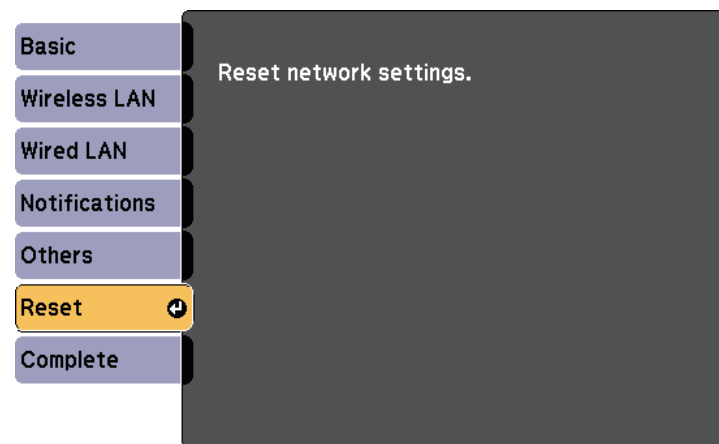 Basic
Wireless LAN
Wired LAN
Notifications
Others
Reset
Complete
Reset network settings.